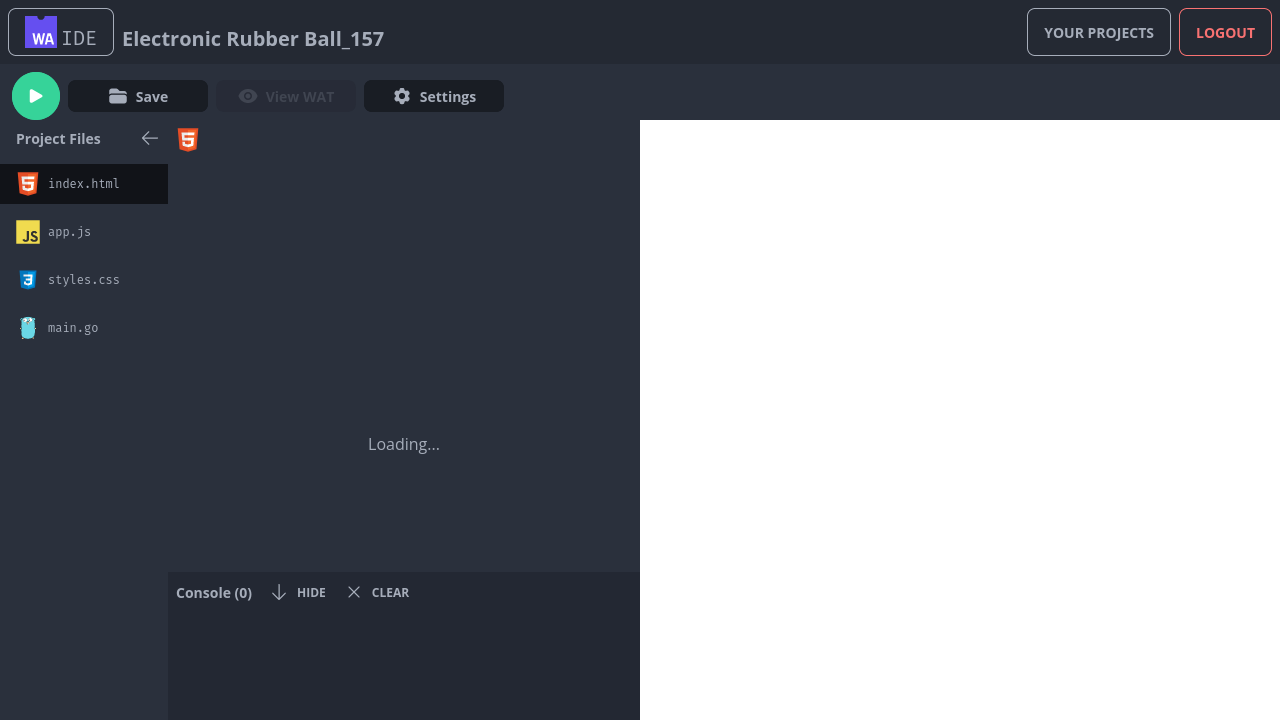 WA IDE
Electronic Rubber Ball_157
YOUR PROJECTS
LOGOUT
Save
View WAT
Settings
Project Files
index.html
JS app.js
styles.css
main.go
Loading...
Console (0)
HIDE
CLEAR